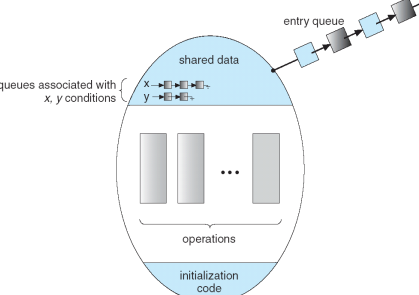 entry queue
shared data
queues associated with
x, y conditions
x
y
operations
initialization
code